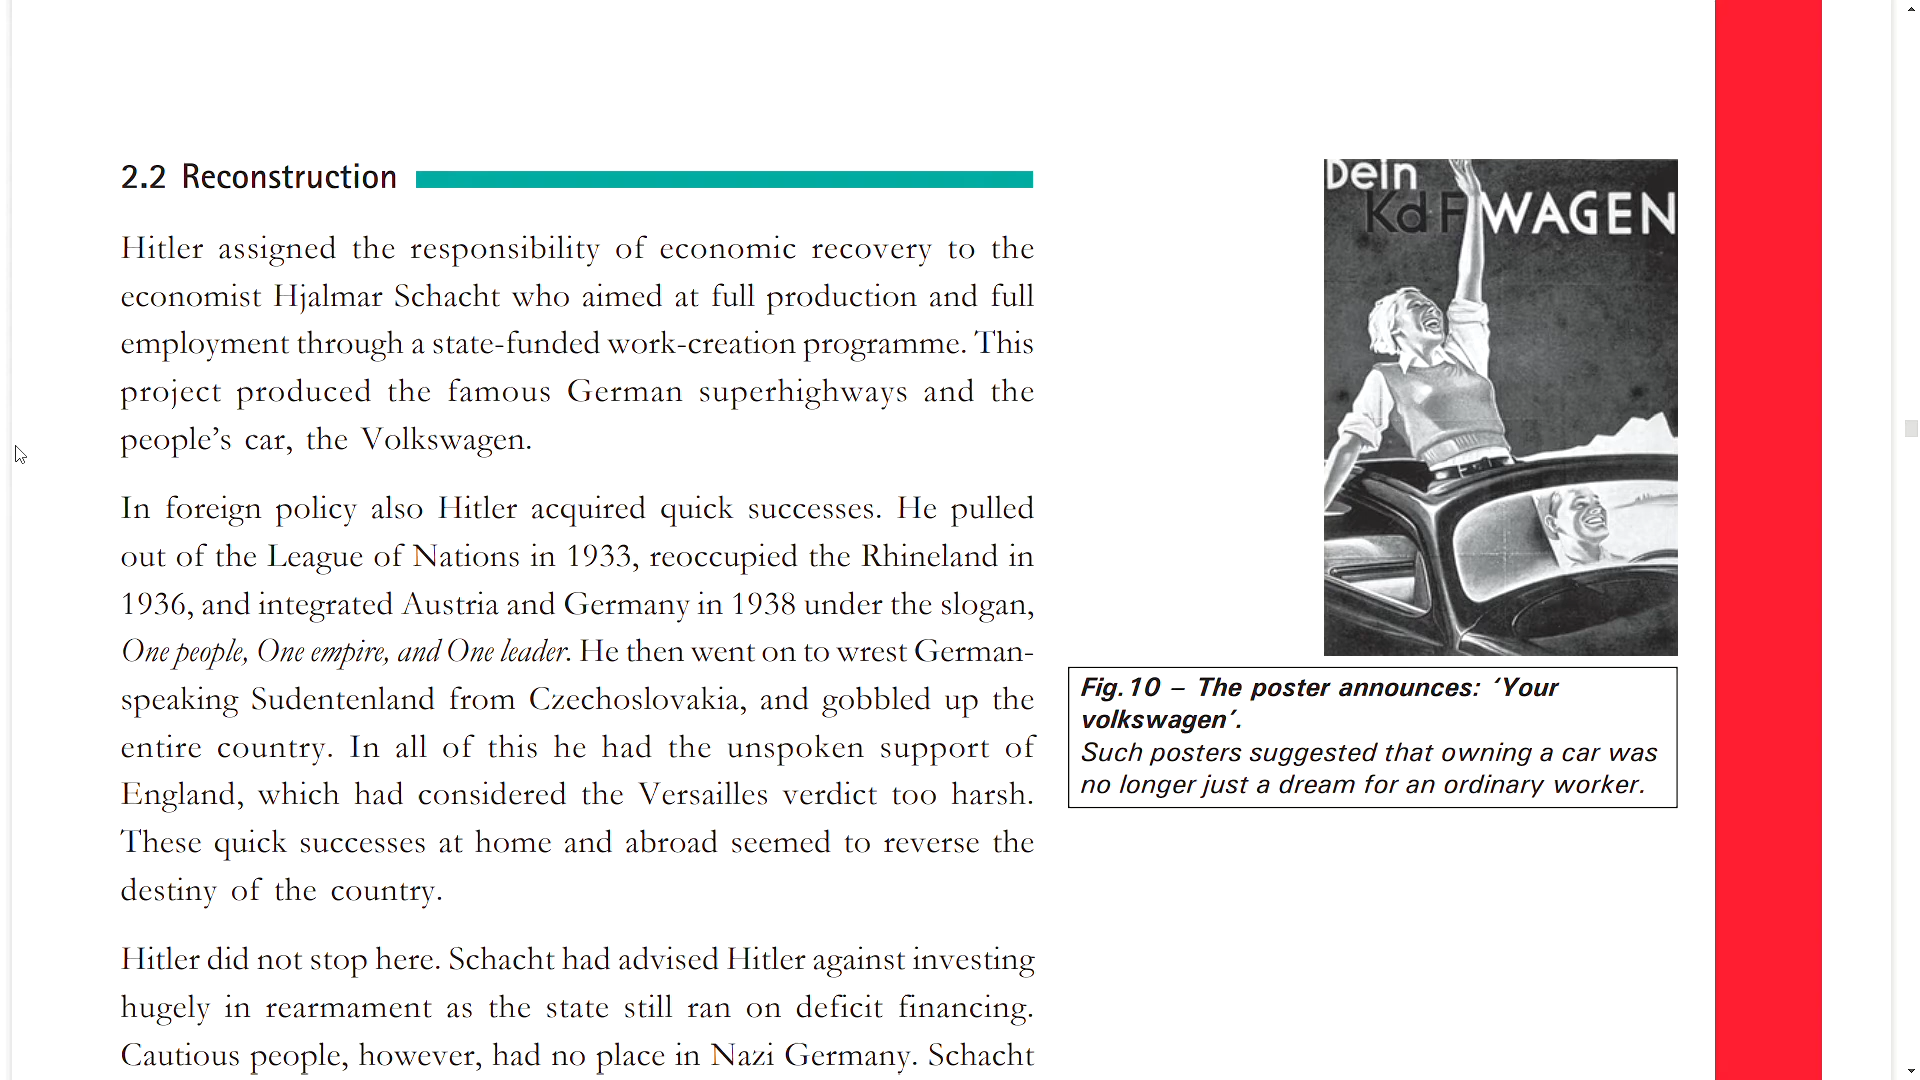 2.2 Reconstruction
Hitler assigned the responsibility of economic recovery to the
economist Hjalmar Schacht who aimed at full production and full
employment through a state-funded work-creation programme. This
project produced the famous German superhighways and the
people’s car, the Volkswagen.
In foreign policy also Hitler acquired quick successes. He pulled
out of the League of Nations in 1933, reoccupied the Rhineland in
1936, and integrated Austria and Germany in 1938 under the slogan,
One people, One empire, and One leader. He then went on to wrest German-
speaking Sudentenland from Czechoslovakia, and gobbled up the
entire country. In all of this he had the unspoken support of
England, which had considered the Versailles verdict too harsh.
These quick successes at home and abroad seemed to reverse the
destiny of the country.
Hitler did not stop here. Schacht had advised Hitler against investing
hugely in rearmament as the state still ran on deficit financing.
Cautious people, however, had no place in Nazi Germany. Schacht
Dein
KdF WAGEN
Fig.10 – The poster announces: ‘Your
volkswagen’.
Such posters suggested that owning a car was
no longer just a dream for an ordinary worker.